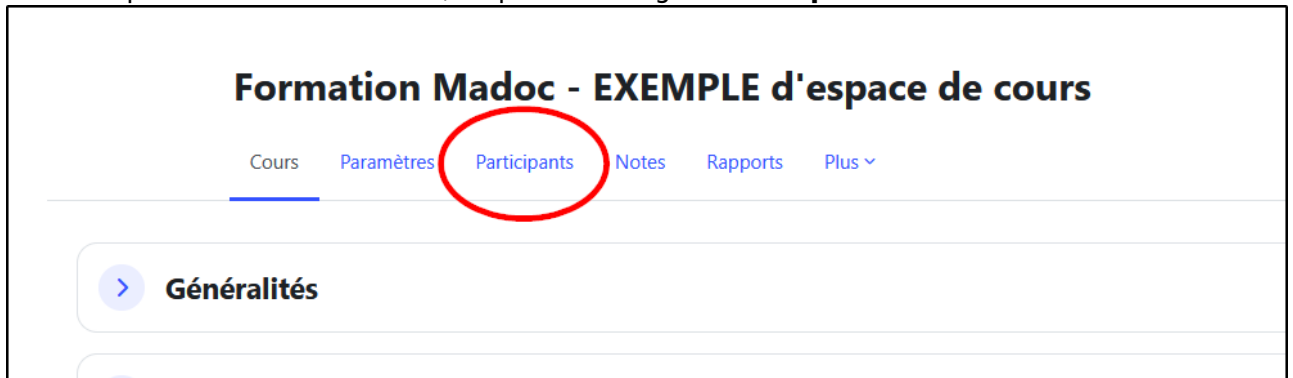 Formation Madoc - EXEMPLE d'espace de cours
Cours Paramètres Participants Notes Rapports Plus
Généralités